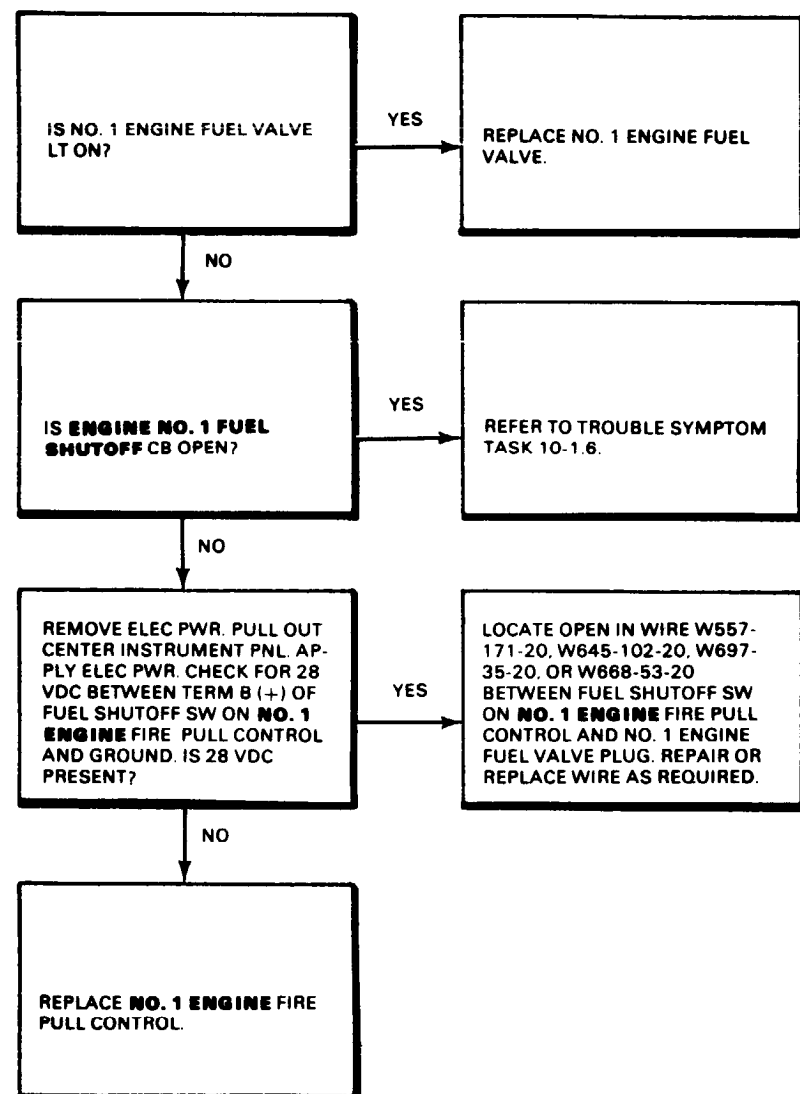 IS NO. 1 ENGINE FUEL VALVE
LT ON?
YES
REPLACE NO. 1 ENGINE FUEL
VALVE.
NO
IS ENGINE NO. 1 FUEL
SHUTOFF CB OPEN?
YES
REFER TO TROUBLE SYMPTOM
TASK 10-1.6.
NO
REMOVE ELEC PWR. PULL OUT
CENTER INSTRUMENT PNL. AP-
PLY ELEC PWR. CHECK FOR 28
VDC BETWEEN TERM B (+) OF
FUEL SHUTOFF SW ON NO. 1
ENGINE FIRE PULL CONTROL
AND GROUND. IS 28 VDC
PRESENT?
YES
LOCATE OPEN IN WIRE W557-
171-20, W645-102-20, W697-
35-20, OR W668-53-20
BETWEEN FUEL SHUTOFF SW
ON NO. 1 ENGINE FIRE PULL
CONTROL AND NO. 1 ENGINE
FUEL VALVE PLUG. REPAIR OR
REPLACE WIRE AS REQUIRED.
NO
REPLACE NO. 1 ENGINE FIRE
PULL CONTROL.